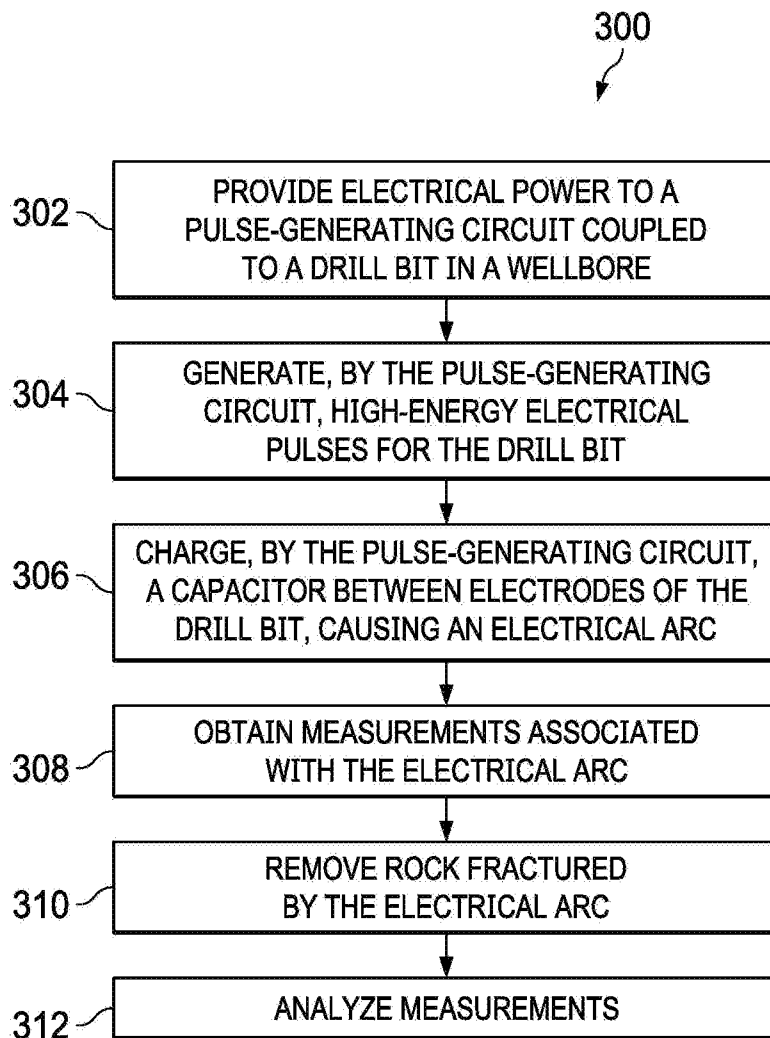 300
302
PROVIDE ELECTRICAL POWER TO A
PULSE-GENERATING CIRCUIT COUPLED
TO A DRILL BIT IN A WELLBORE
304
GENERATE, BY THE PULSE-GENERATING
CIRCUIT, HIGH-ENERGY ELECTRICAL
PULSES FOR THE DRILL BIT
306
CHARGE, BY THE PULSE-GENERATING CIRCUIT,
A CAPACITOR BETWEEN ELECTRODES OF THE
DRILL BIT, CAUSING AN ELECTRICAL ARC
308
OBTAIN MEASUREMENTS ASSOCIATED
WITH THE ELECTRICAL ARC
310
REMOVE ROCK FRACTURED
BY THE ELECTRICAL ARC
312
ANALYZE MEASUREMENTS